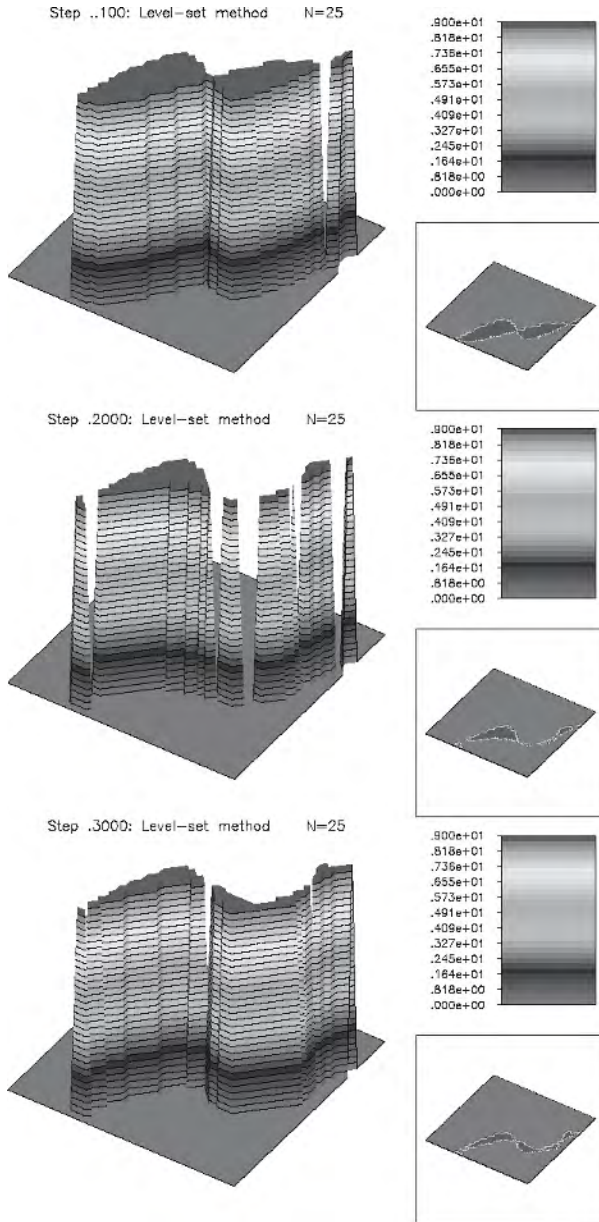 Step ..100: Level-set method N=25
.900e+01
.818e+01
.736e+01
.655e+01
.573e+01
.491e+01
.409e+01
.327e+01
.245e+01
.164e+01
.818e+00
.000e+00
Step .2000: Level-set method N=25
.900e+01
.818e+01
.736e+01
.655e+01
.573e+01
.491e+01
.409e+01
.327e+01
.245e+01
.164e+01
.818e+00
.000e+00
Step .3000: Level-set method N=25
.900e+01
.818e+01
.736e+01
.655e+01
.573e+01
.491e+01
.409e+01
.327e+01
.245e+01
.164e+01
.818e+00
.000e+00